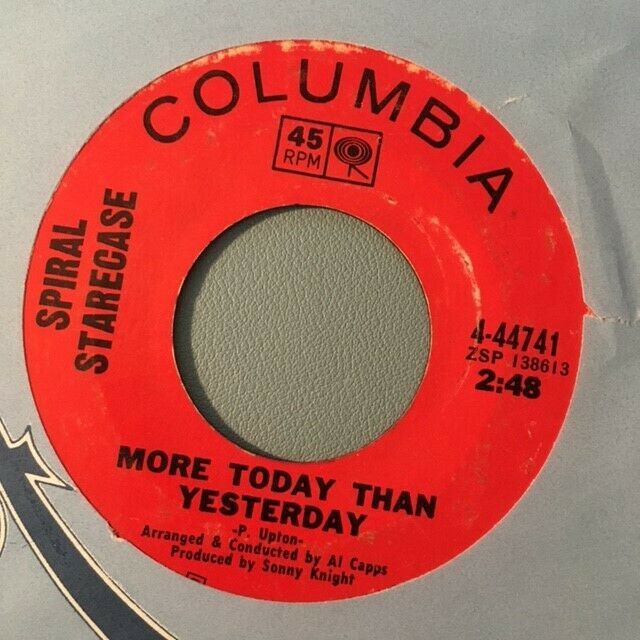 COLUMBIA
45
RPM
SPIRAL
STARECASE
4-44741
ZSP 138613
2:48
MORE TODAY THAN
YESTERDAY
-P. Upton-
Arranged & Conducted by Al Capps
Produced by Sonny Knight